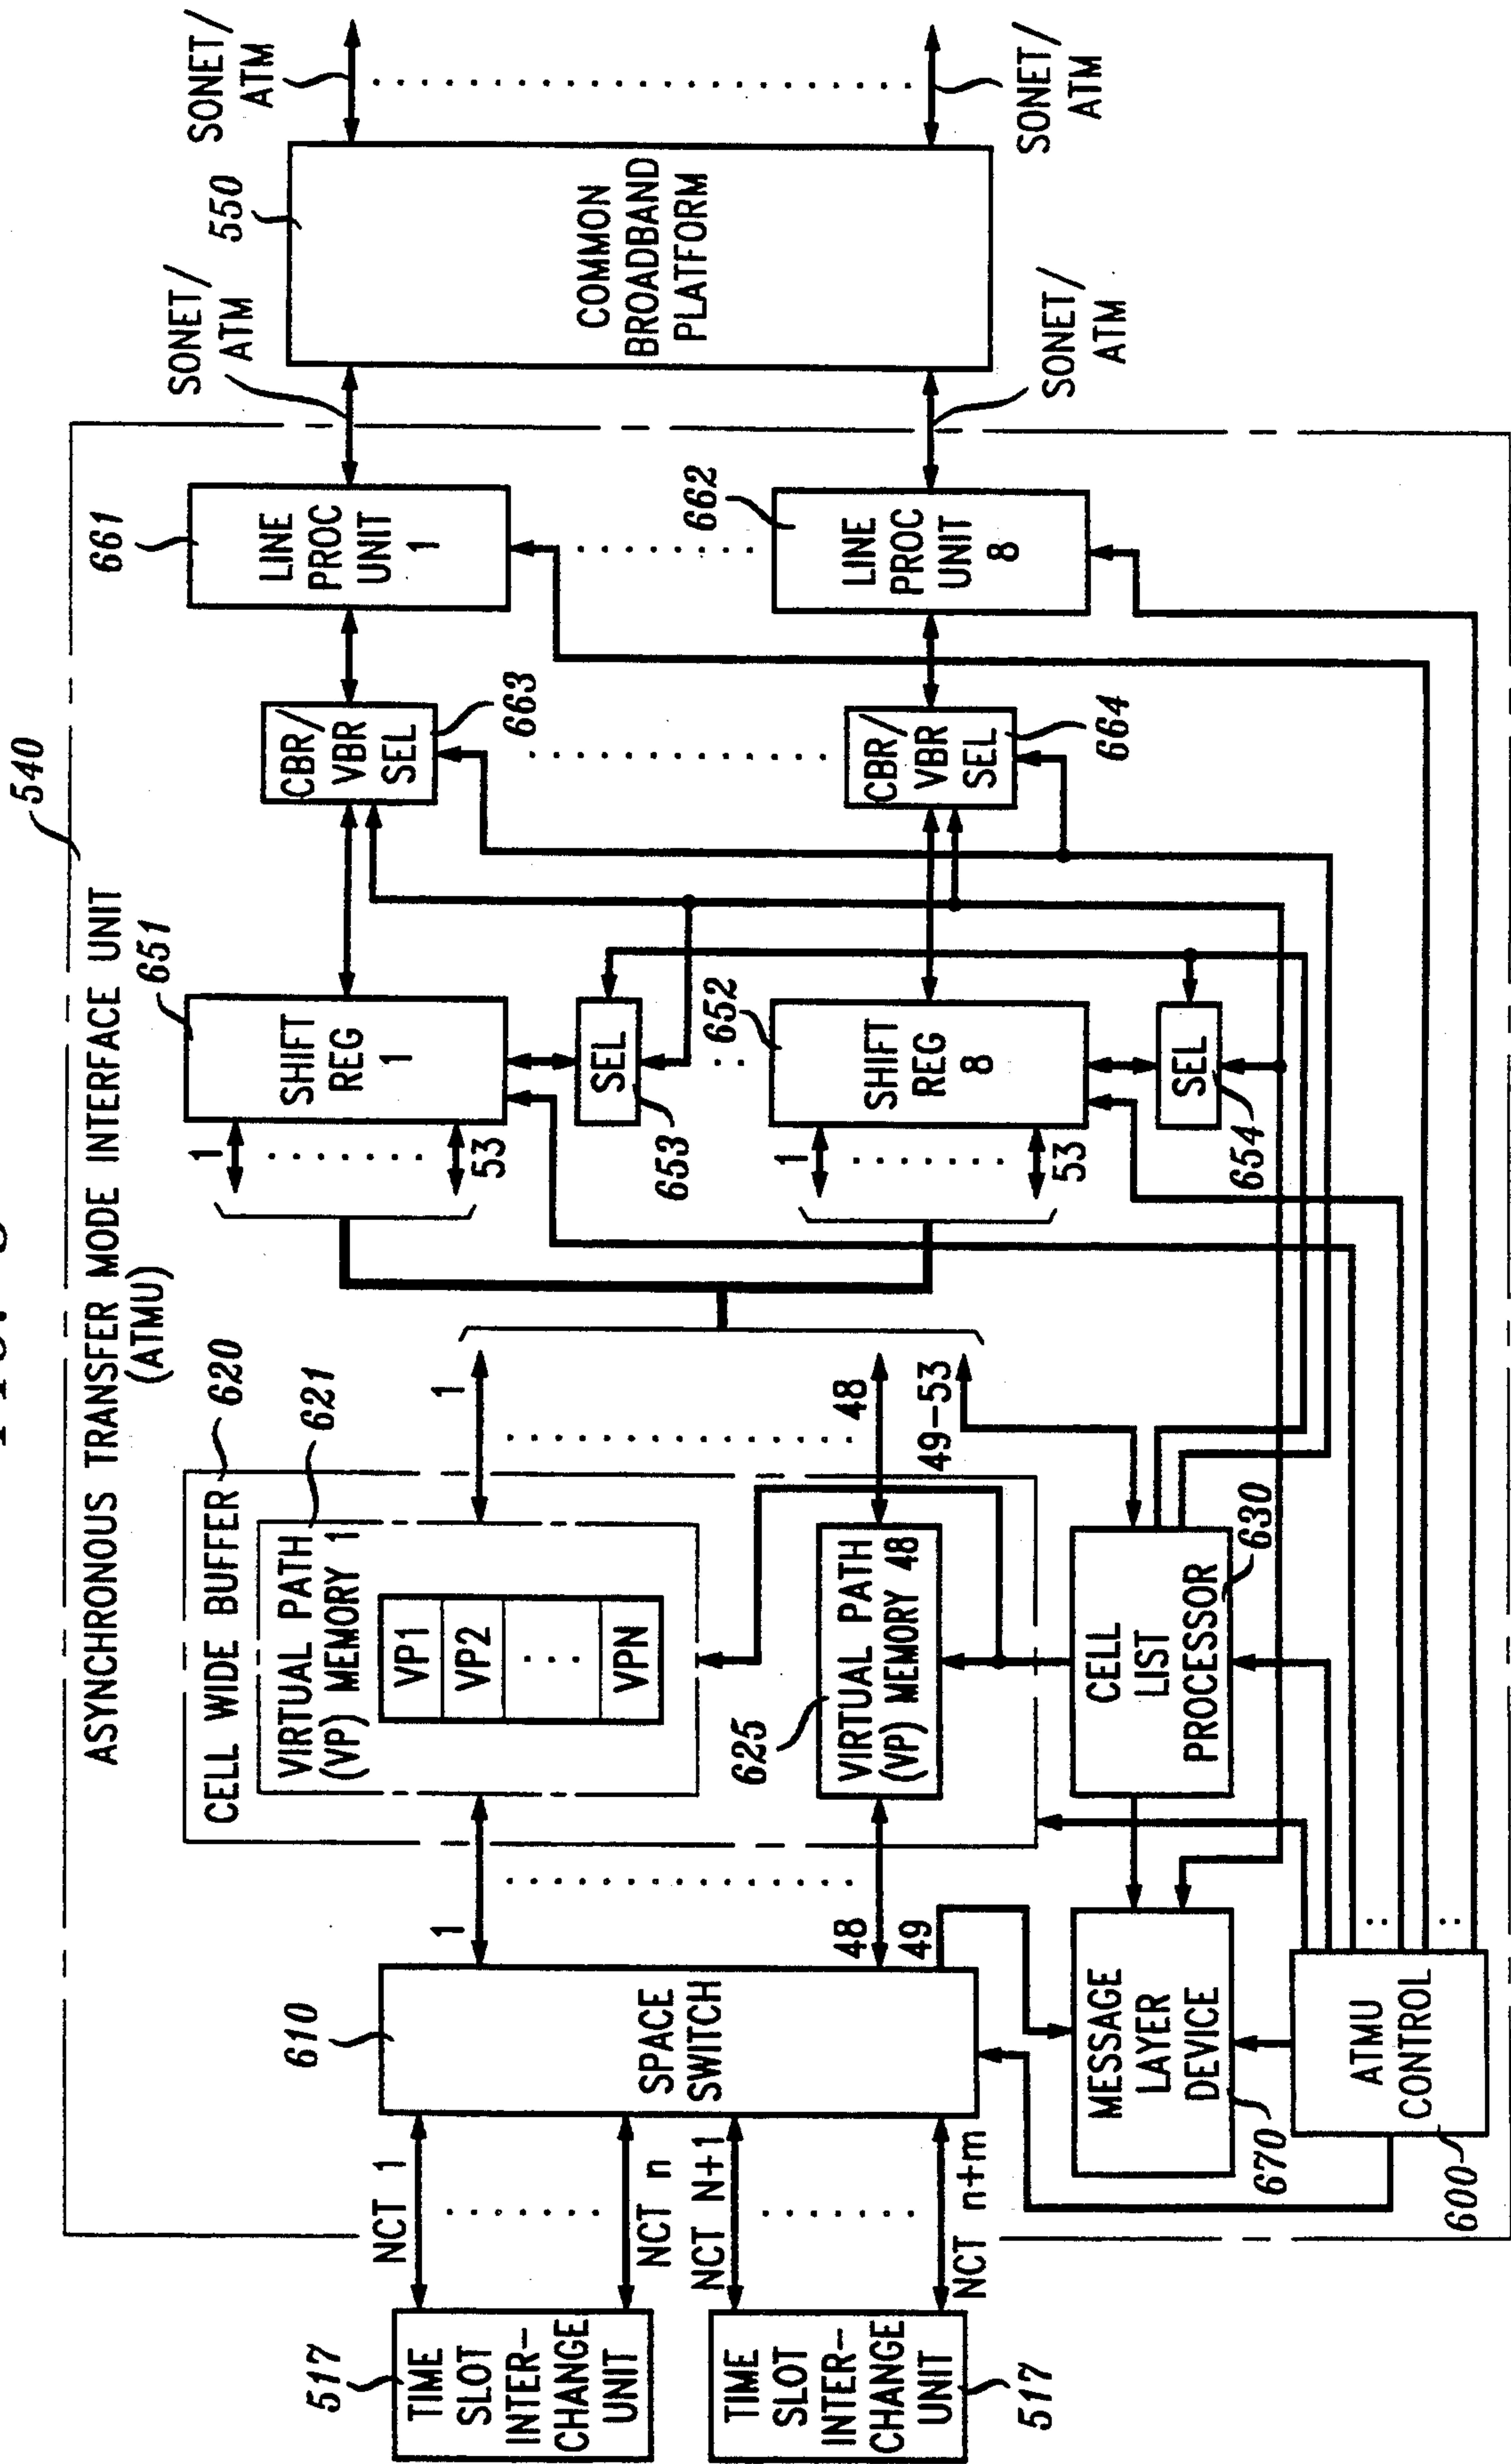 ASYNCHRONOUS TRANSFER MODE INTERFACE UNIT
(ATMU)
540
517
TIME
SLOT
INTER-
CHANGE
UNIT
TIME
SLOT
INTER-
CHANGE
UNIT
517
NCT 1
NCT n
NCT N+1
NCT n+m
610
SPACE
SWITCH
1
48
49
CELL WIDE BUFFER
620
VIRTUAL PATH
(VP) MEMORY 1
621
VP1
VP2
VPN
625
VIRTUAL PATH
(VP) MEMORY 48
1
48
49-53
CELL
LIST
PROCESSOR
630
MESSAGE
LAYER
DEVICE
670
ATMU
CONTROL
600
1
53
SHIFT
REG
1
651
SEL
653
1
53
652
SHIFT
REG
8
SEL
654
CBR/
VBR
SEL
663
CBR/
VBR
SEL
664
661
LINE
PROC
UNIT
1
662
LINE
PROC
UNIT
8
SONET/
ATM
SONET/
ATM
550
COMMON
BROADBAND
PLATFORM
SONET/
ATM
SONET/
ATM